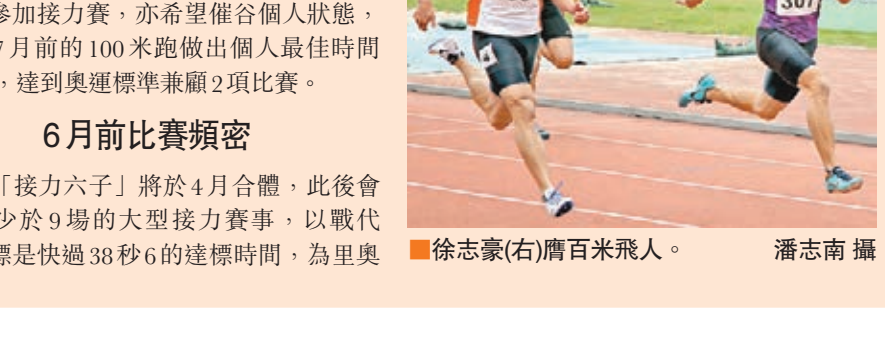 參加接力賽,亦希望催谷個人狀態,
7月前的100米跑做出個人最佳時間
,達到奧運標準兼顧2項比賽。
6月前比賽頻密
「接力六子」將於4月合體,此後會
少於9場的大型接力賽事,以戰代
標是快過38秒6的達標時間,為里奧
307
4
■徐志豪(右)膺百米飛人。 潘志南 攝